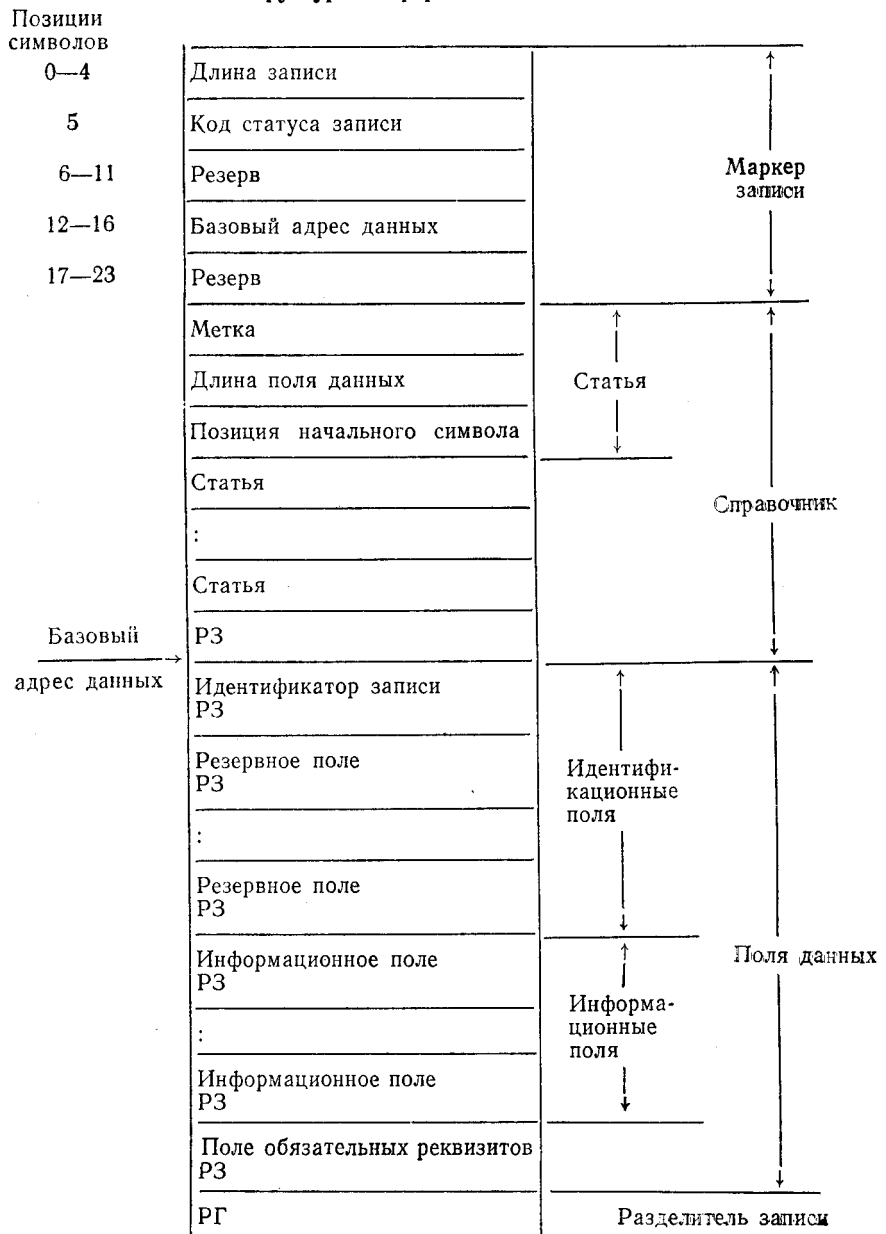 Позиции
символов
0—4 Длина записи
5 Код статуса записи
6—11 Резерв
Маркер
записи
12—16 Базовый адрес данных
17—23 Резерв
Метка
Длина поля данных Статья
Позиция начального символа
Статья
Справочник
:
Статья
Базовый РЗ
адрес данных
Идентификатор записи
РЗ
Резервное поле
РЗ
Идентифи-
кационные
поля
:
Резервное поле
РЗ
Информационное поле
РЗ
Поля данных
:
Информа-
ционные
поля
Информационное поле
РЗ
Поле обязательных реквизитов
РЗ
РГ Разделитель записи